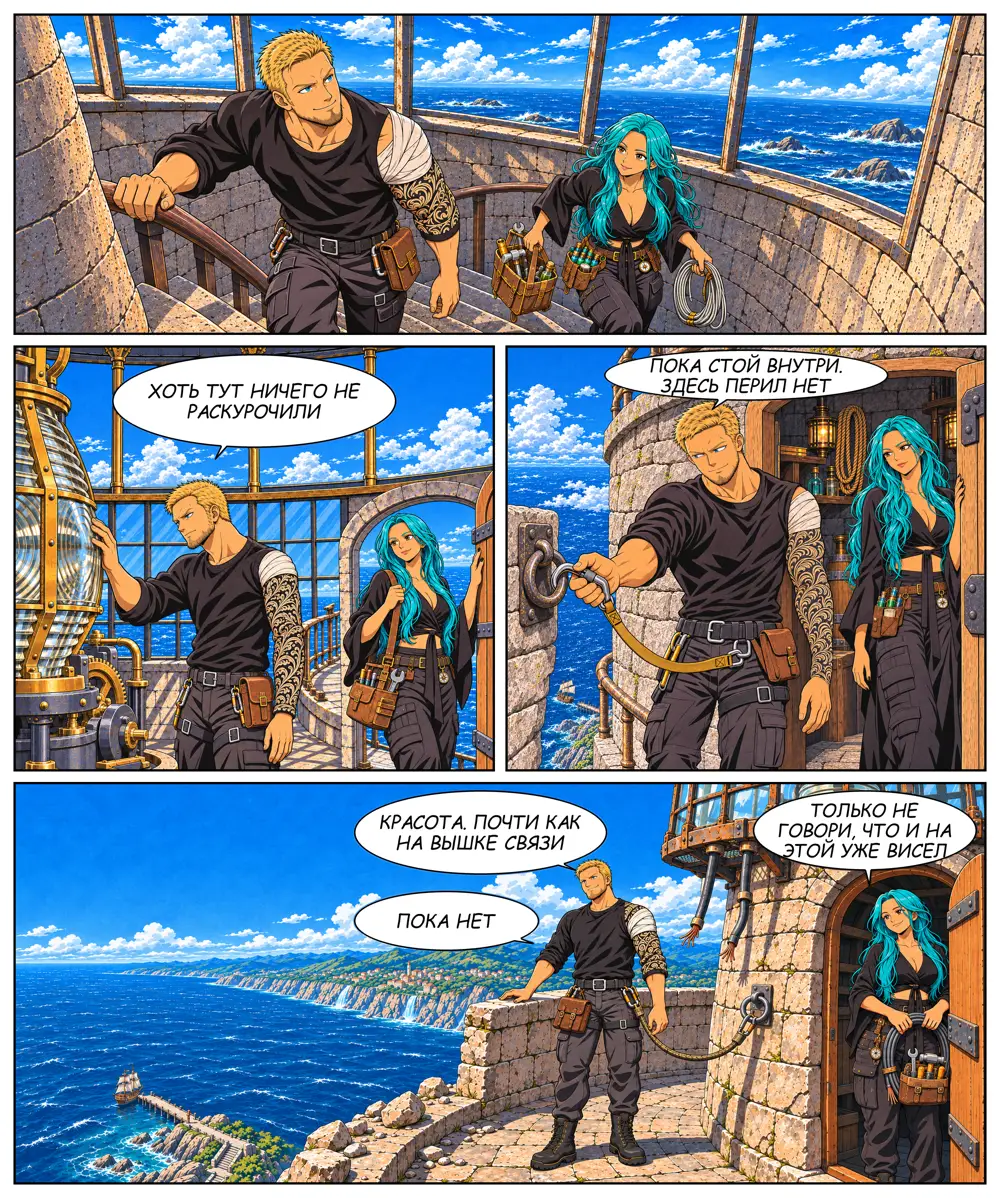 ХОТЬ ТУТ НИЧЕГО НЕ
РАСКУРОЧИЛИ
ПОКА СТОЙ ВНУТРИ.
ЗДЕСЬ ПЕРИЛ НЕТ
КРАСОТА. ПОЧТИ КАК
НА ВЫШКЕ СВЯЗИ
ТОЛЬКО НЕ
ГОВОРИ, ЧТО И НА
ЭТОЙ УЖЕ ВИСЕЛ
ПОКА НЕТ